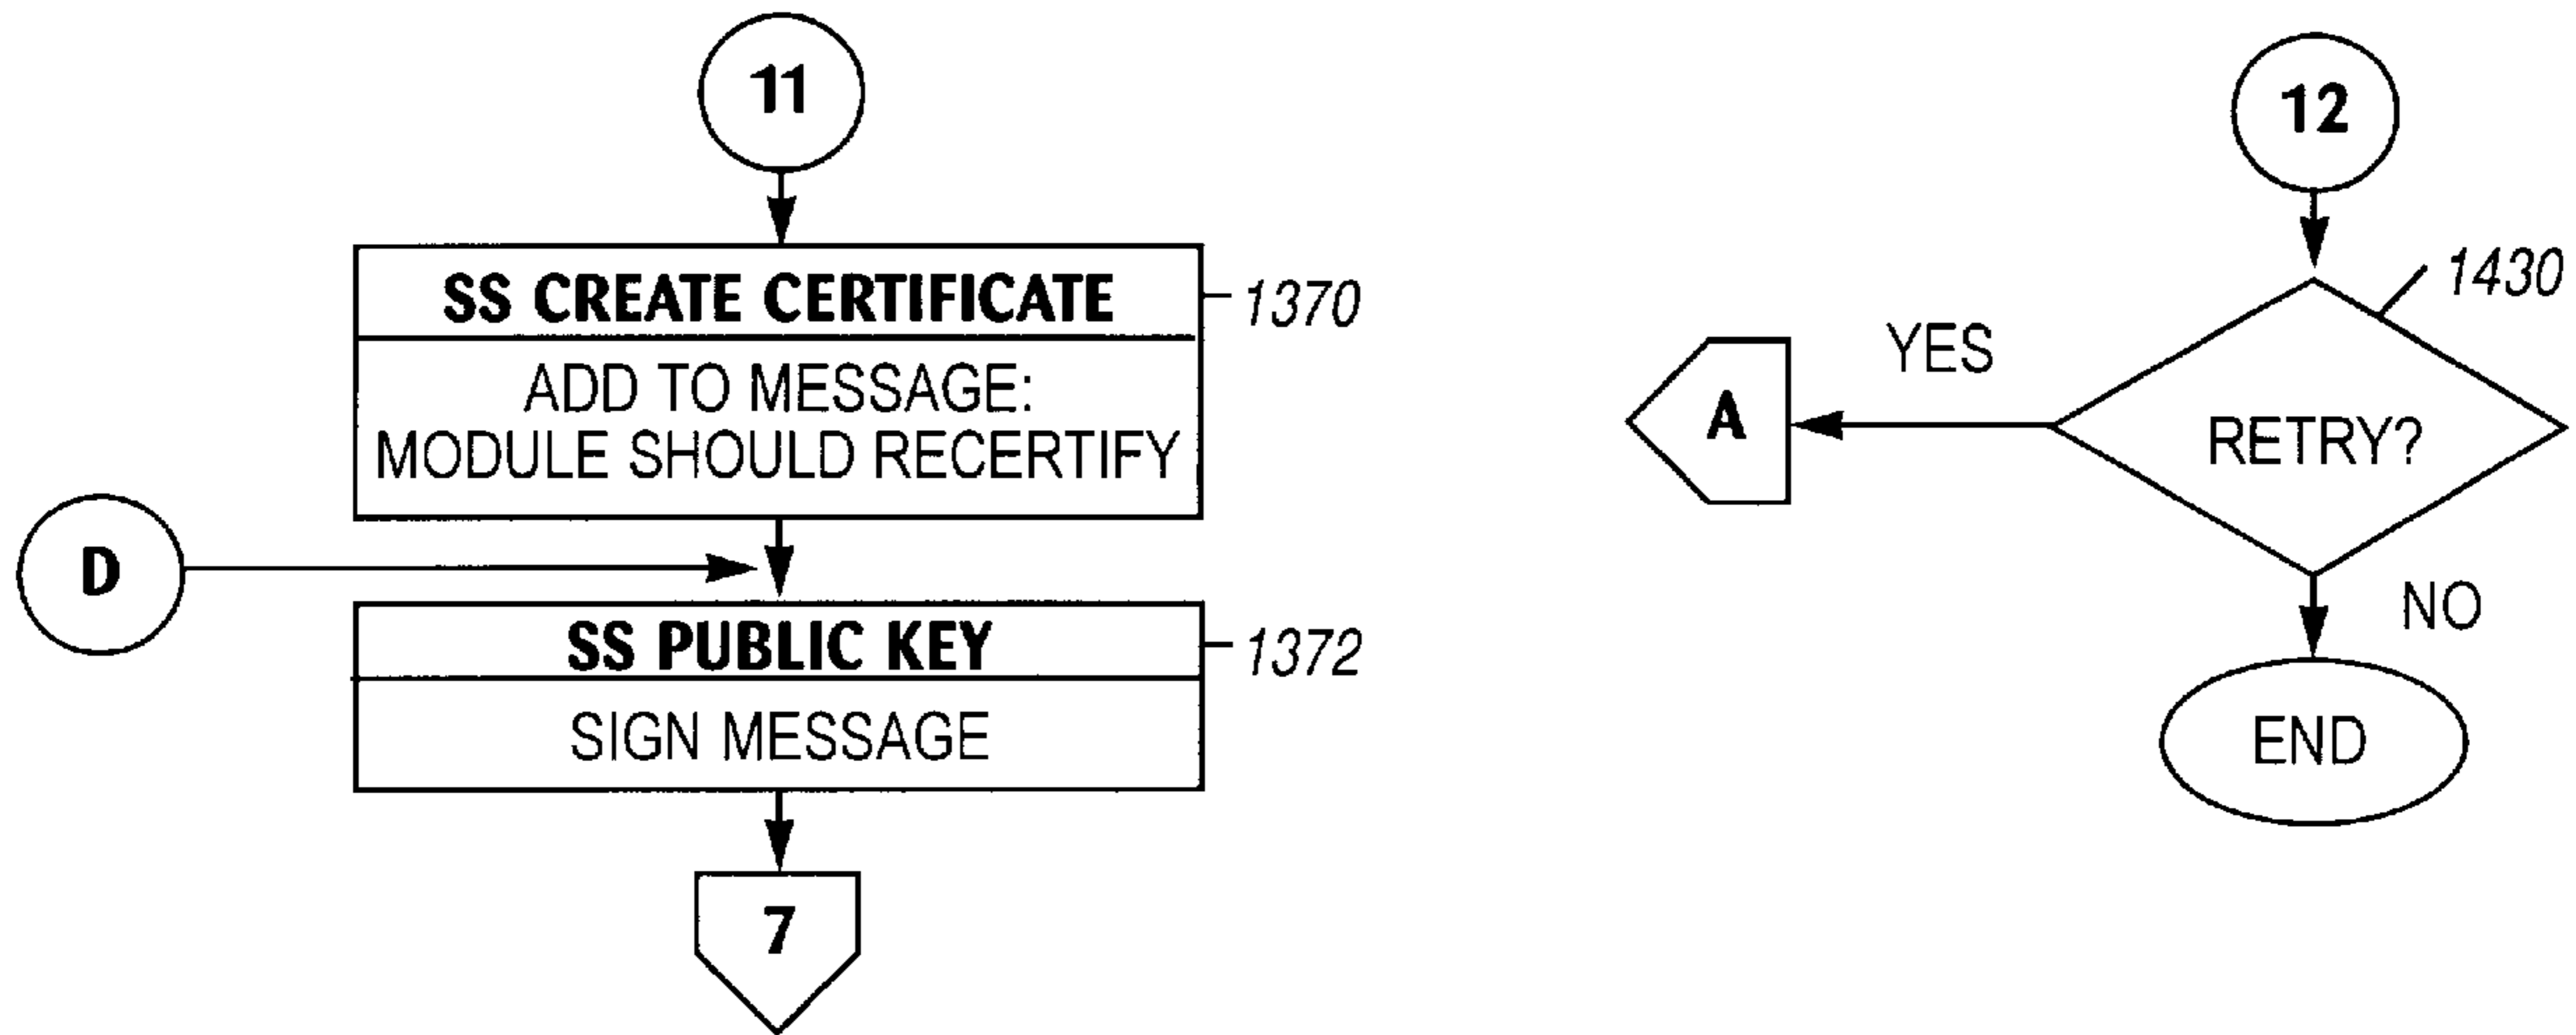 11
SS CREATE CERTIFICATE
1370
ADD TO MESSAGE:
MODULE SHOULD RECERTIFY
D
SS PUBLIC KEY
1372
SIGN MESSAGE
7
12
1430
YES
A
RETRY?
NO
END